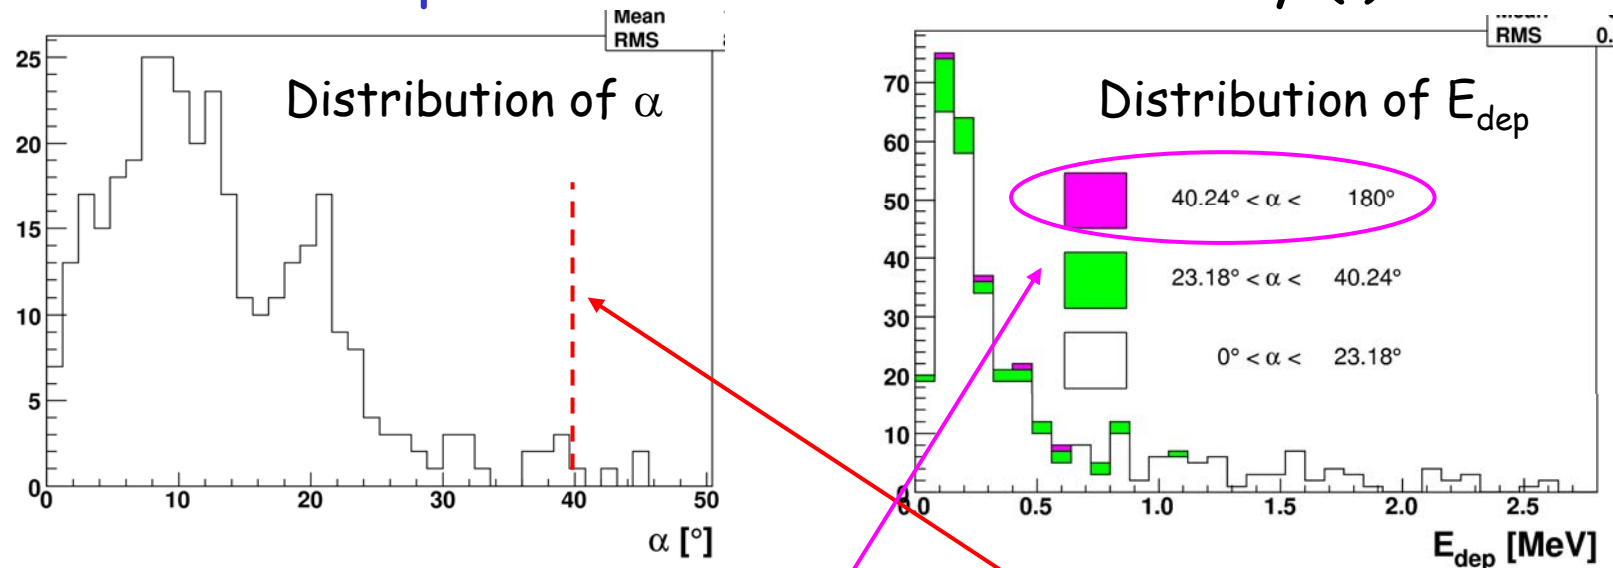 Mean
RMS
Distribution of α
25
20
15
10
5
0
0 10 20 30 40 50
α [°]
RMS 0.
Distribution of E_dep
70
60
50
40
30
20
10
0
40.24° < α < 180°
23.18° < α < 40.24°
0° < α < 23.18°
0 0.5 1.0 1.5 2.0 2.5
E_dep [MeV]